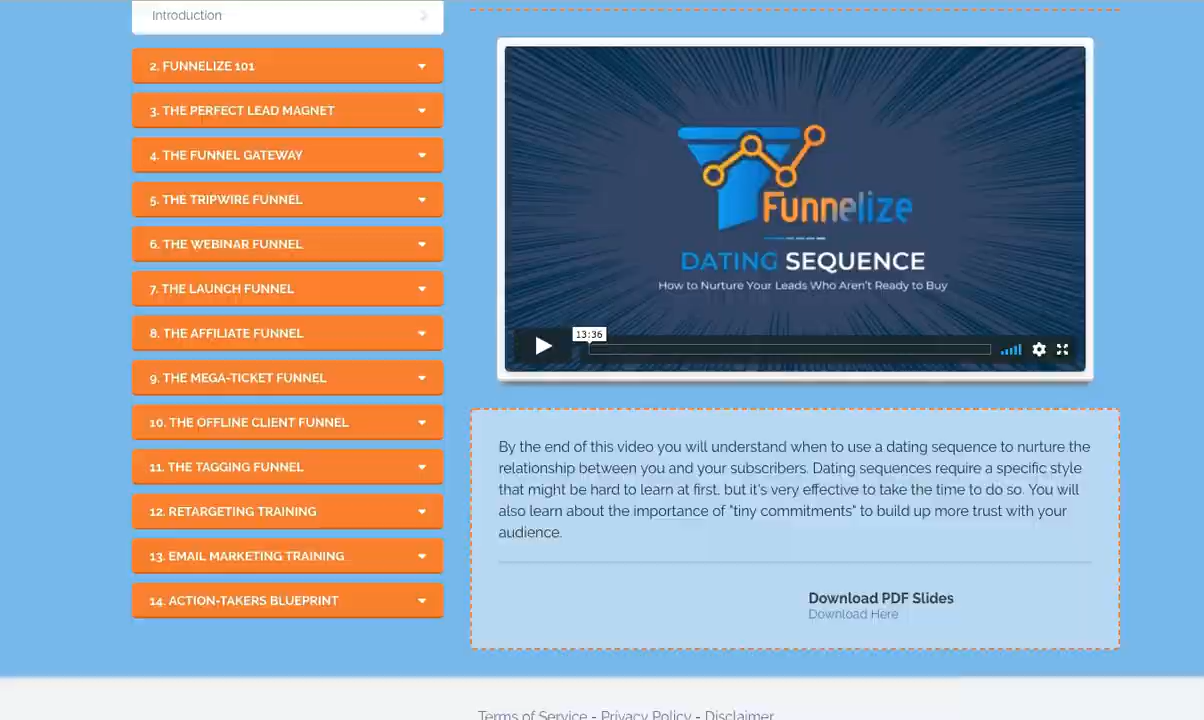 Introduction
2. FUNNELIZE 101
3. THE PERFECT LEAD MAGNET
4. THE FUNNEL GATEWAY
5. THE TRIPWIRE FUNNEL
6. THE WEBINAR FUNNEL
7. THE LAUNCH FUNNEL
8. THE AFFILIATE FUNNEL
9. THE MEGA-TICKET FUNNEL
10. THE OFFLINE CLIENT FUNNEL
11. THE TAGGING FUNNEL
12. RETARGETING TRAINING
13. EMAIL MARKETING TRAINING
14. ACTION-TAKERS BLUEPRINT
Funnelize
DATING SEQUENCE
How to Nurture Your Leads Who Aren't Ready to Buy
13:36
By the end of this video you will understand when to use a dating sequence to nurture the
relationship between you and your subscribers. Dating sequences require a specific style
that might be hard to learn at first, but it's very effective to take the time to do so. You will
also learn about the importance of "tiny commitments" to build up more trust with your
audience.
Download PDF Slides
Download Here
Terms of Service - Privacy Policy - Disclaimer